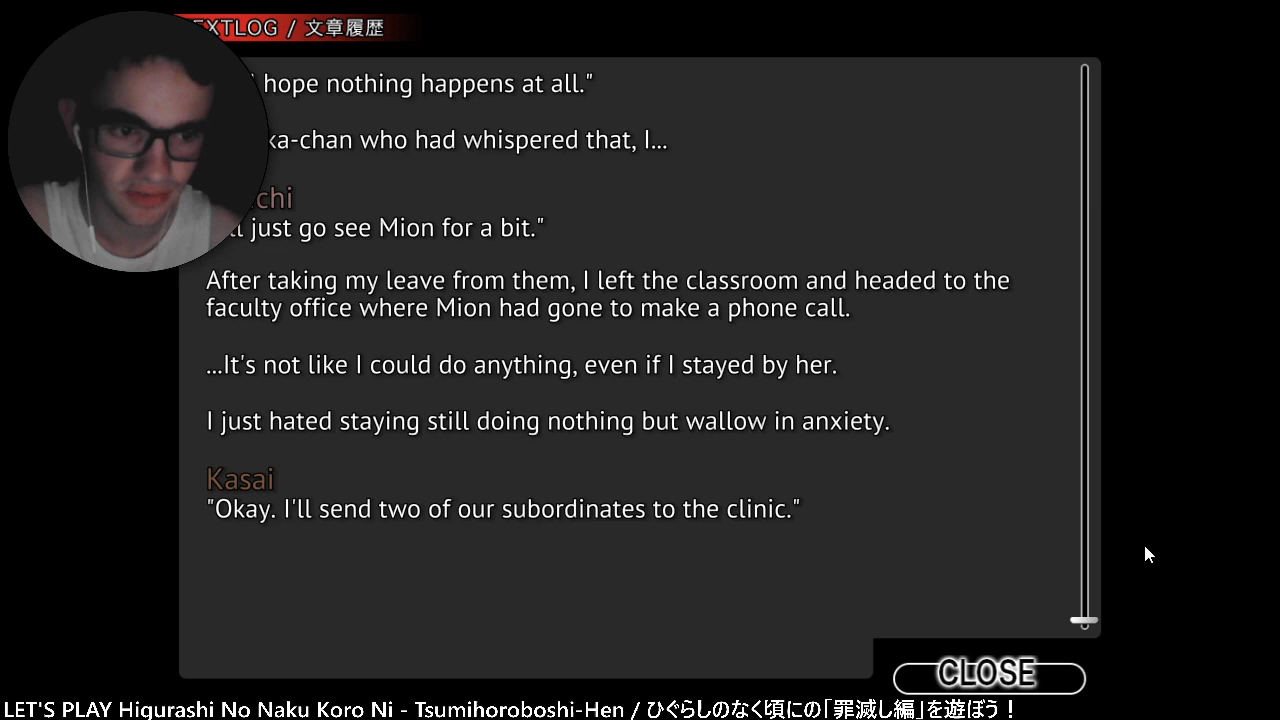 EXTLOG / 文章履歴
hope nothing happens at all."
ka-chan who had whispered that, I...
ichi
just go see Mion for a bit."
After taking my leave from them, I left the classroom and headed to the
faculty office where Mion had gone to make a phone call.
...It's not like I could do anything, even if I stayed by her.
I just hated staying still doing nothing but wallow in anxiety.
Kasai
"Okay. I'll send two of our subordinates to the clinic."
CLOSE
LET'S PLAY Higurashi No Naku Koro Ni - Tsumihoroboshi-Hen / ひぐらしのなく頃にの「罪滅し編」を遊ぼう！